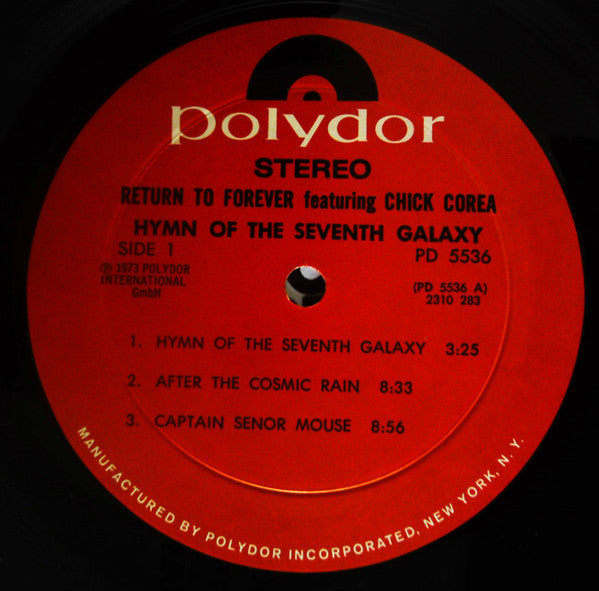 polydor
STEREO
RETURN TO FOREVER featuring CHICK COREA
HYMN OF THE SEVENTH GALAXY
SIDE 1
PD 5536
℗ 1973 POLYDOR
INTERNATIONAL
GmbH
(PD 5536 A)
2310 283
1. HYMN OF THE SEVENTH GALAXY 3:25
2. AFTER THE COSMIC RAIN 8:33
3. CAPTAIN SENOR MOUSE 8:56
MANUFACTURED BY POLYDOR INCORPORATED, NEW YORK, N. Y.